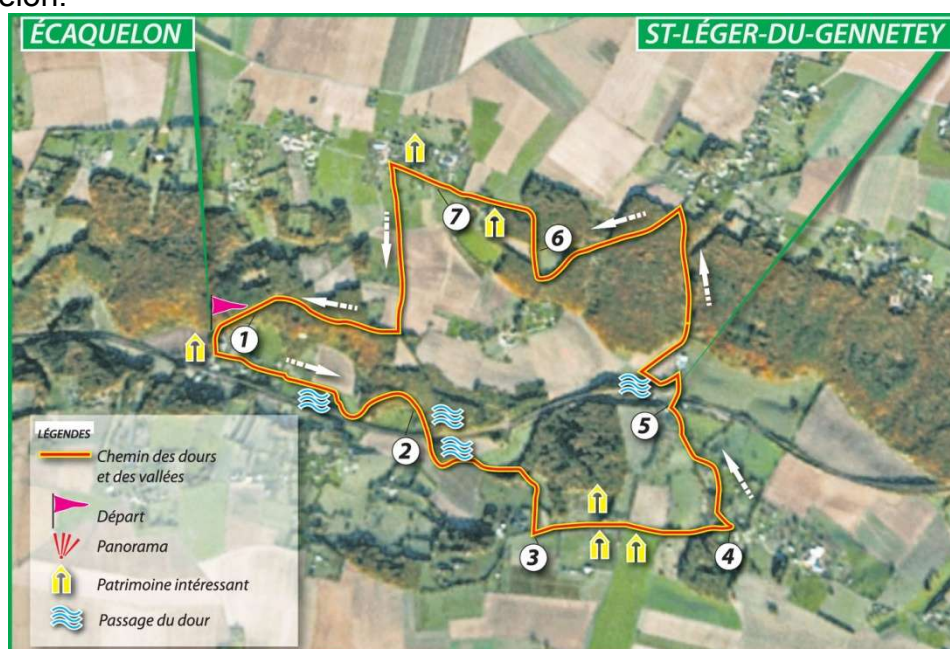 elon.
ÉCAQUELON
ST-LÉGER-DU-GENNETEY
7
6
1
5
2
3
4
LÉGENDES
Chemin des dours
et des vallées
Départ
Panorama
Patrimoine intéressant
Passage du dour